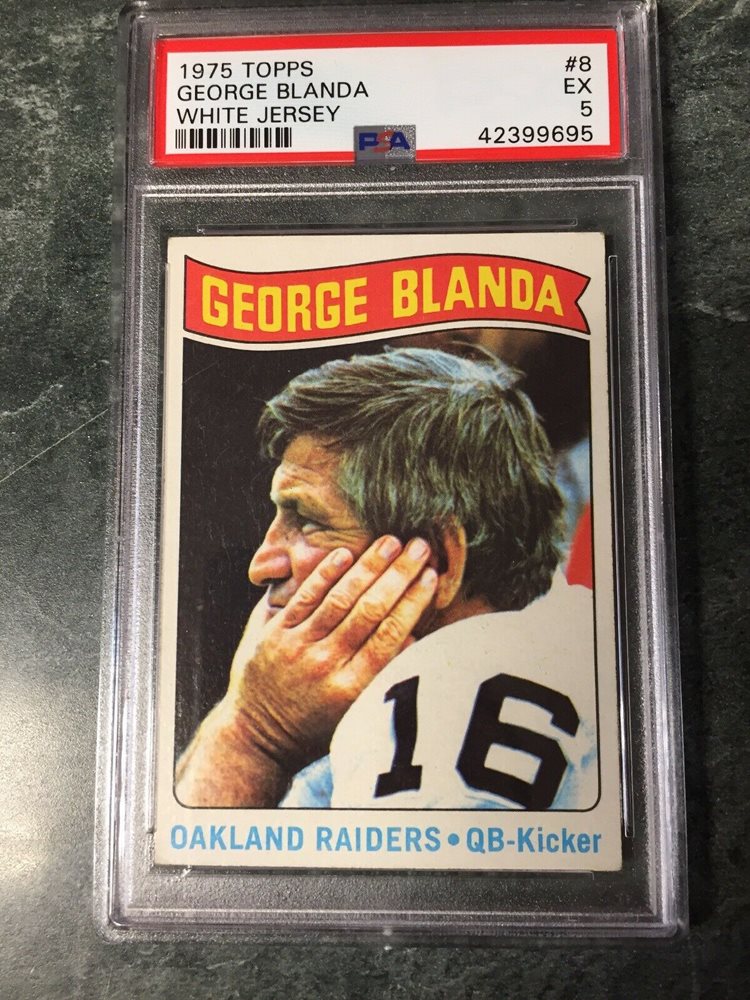 1975 TOPPS #8
GEORGE BLANDA EX
WHITE JERSEY 5
PSA 42399695
GEORGE BLANDA
16
OAKLAND RAIDERS • QB-Kicker